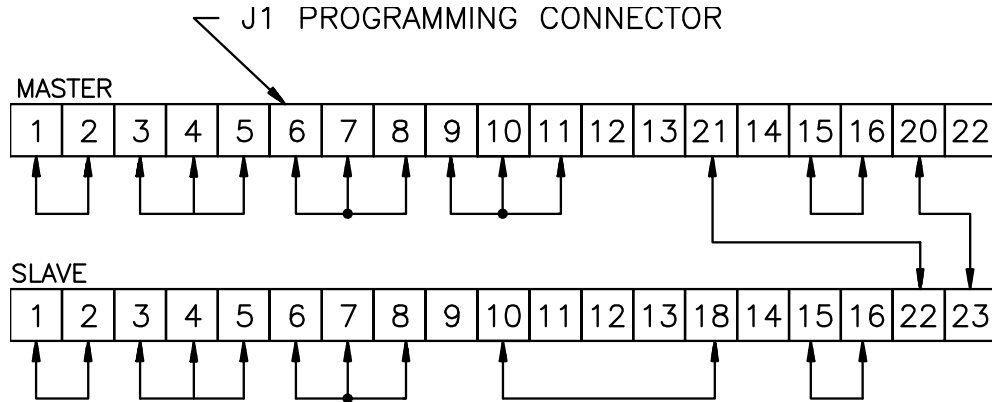 J1 PROGRAMMING CONNECTOR
MASTER
1 2 3 4 5 6 7 8 9 10 11 12 13 21 14 15 16 20 22
SLAVE
1 2 3 4 5 6 7 8 9 10 11 12 13 18 14 15 16 22 23